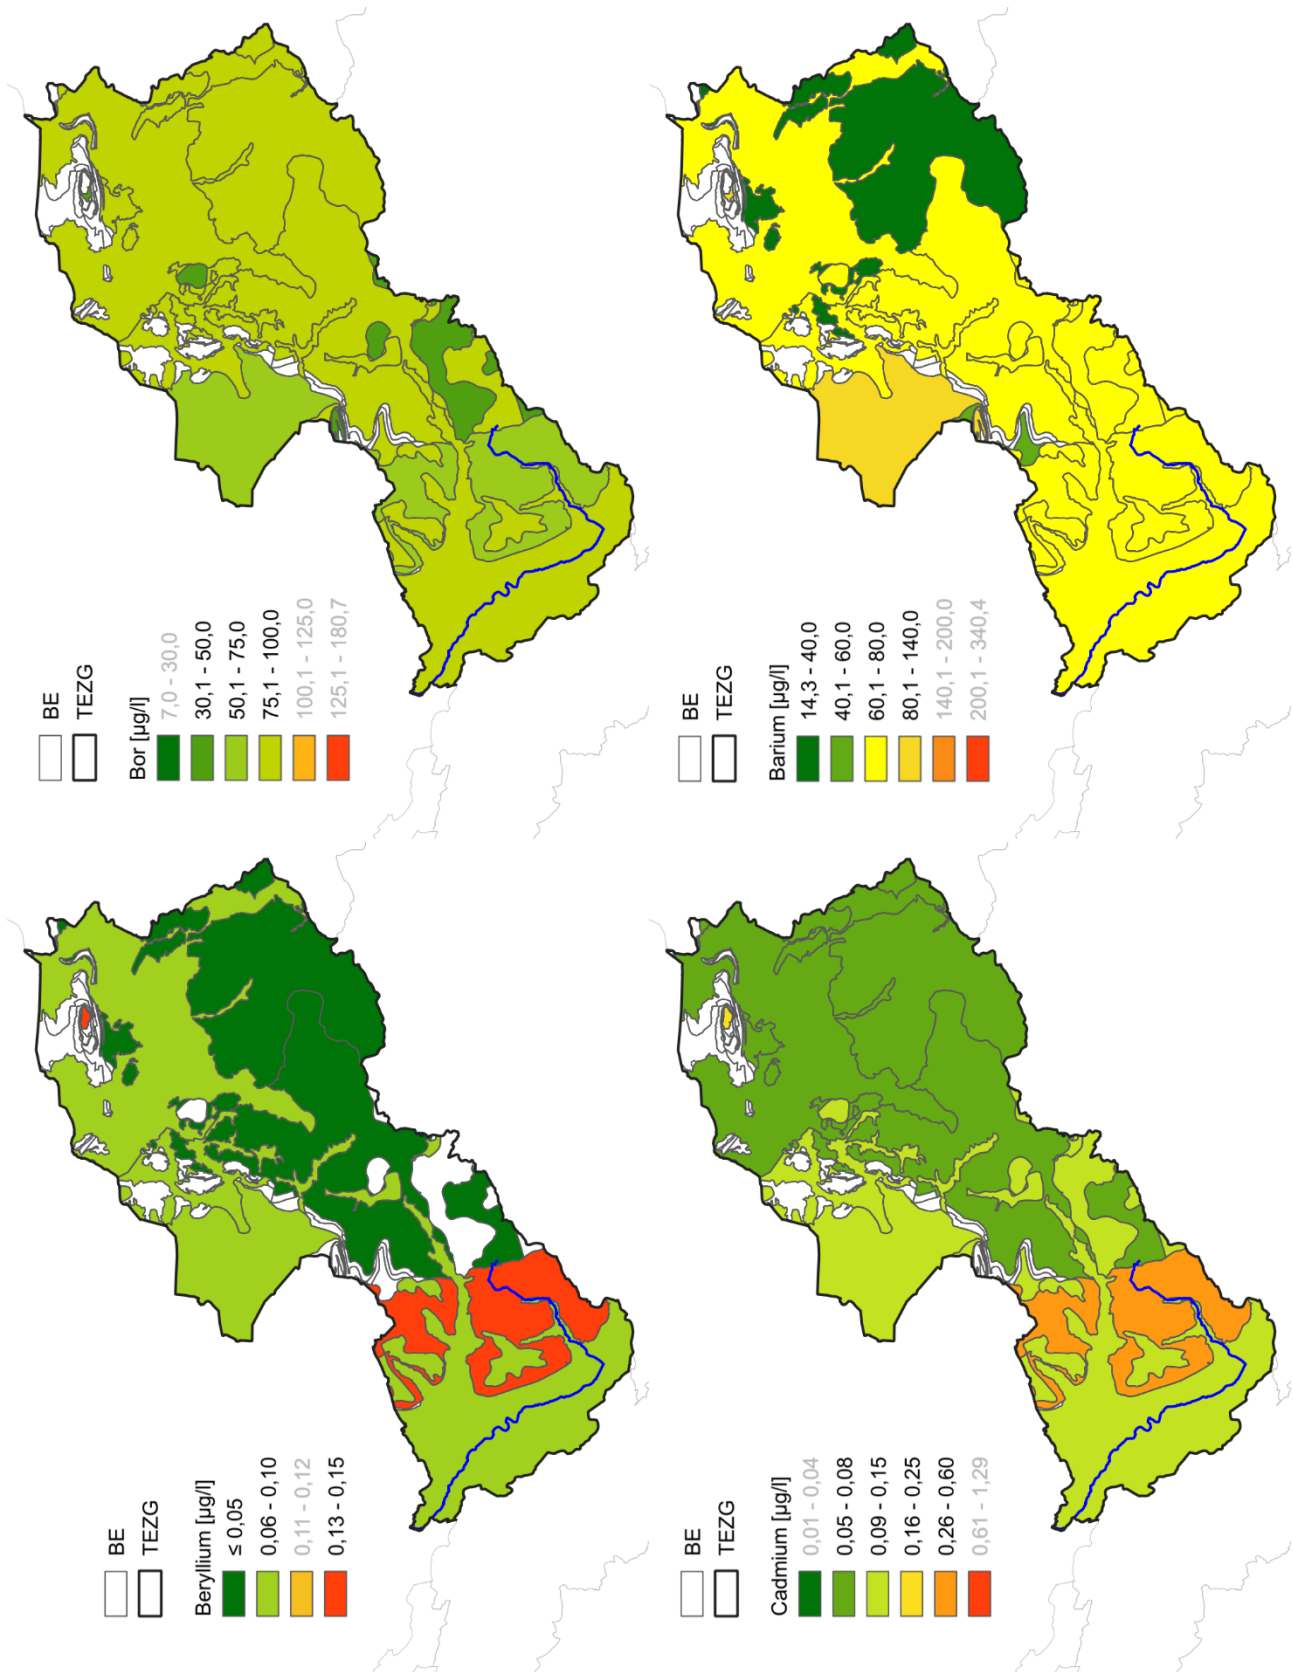 BE
TEZG
Bor [µg/l]
7,0 - 30,0
30,1 - 50,0
50,1 - 75,0
75,1 - 100,0
100,1 - 125,0
125,1 - 180,7
BE
TEZG
Barium [µg/l]
14,3 - 40,0
40,1 - 60,0
60,1 - 80,0
80,1 - 140,0
140,1 - 200,0
200,1 - 340,4
BE
TEZG
Beryllium [µg/l]
≤ 0,05
0,06 - 0,10
0,11 - 0,12
0,13 - 0,15
BE
TEZG
Cadmium [µg/l]
0,01 - 0,04
0,05 - 0,08
0,09 - 0,15
0,16 - 0,25
0,26 - 0,60
0,61 - 1,29